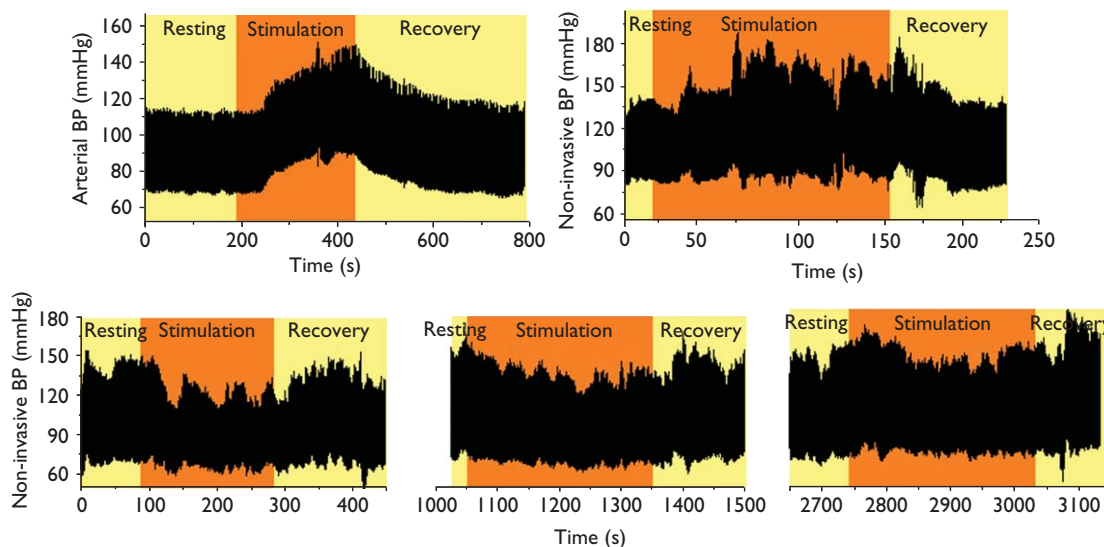 Resting Stimulation Recovery
Arterial BP (mmHg)
160
140
120
100
80
60
0 200 400 600 800
Time (s)
Resting Stimulation Recovery
Non-invasive BP (mmHg)
180
150
120
90
60
0 50 100 150 200 250
Time (s)
Non-invasive BP (mmHg)
180
150
120
90
60
Resting Stimulation Recovery
0 100 200 300 400
Resting Stimulation Recovery
1000 1100 1200 1300 1400 1500
Resting Stimulation Recovery
2700 2800 2900 3000 3100
Time (s)